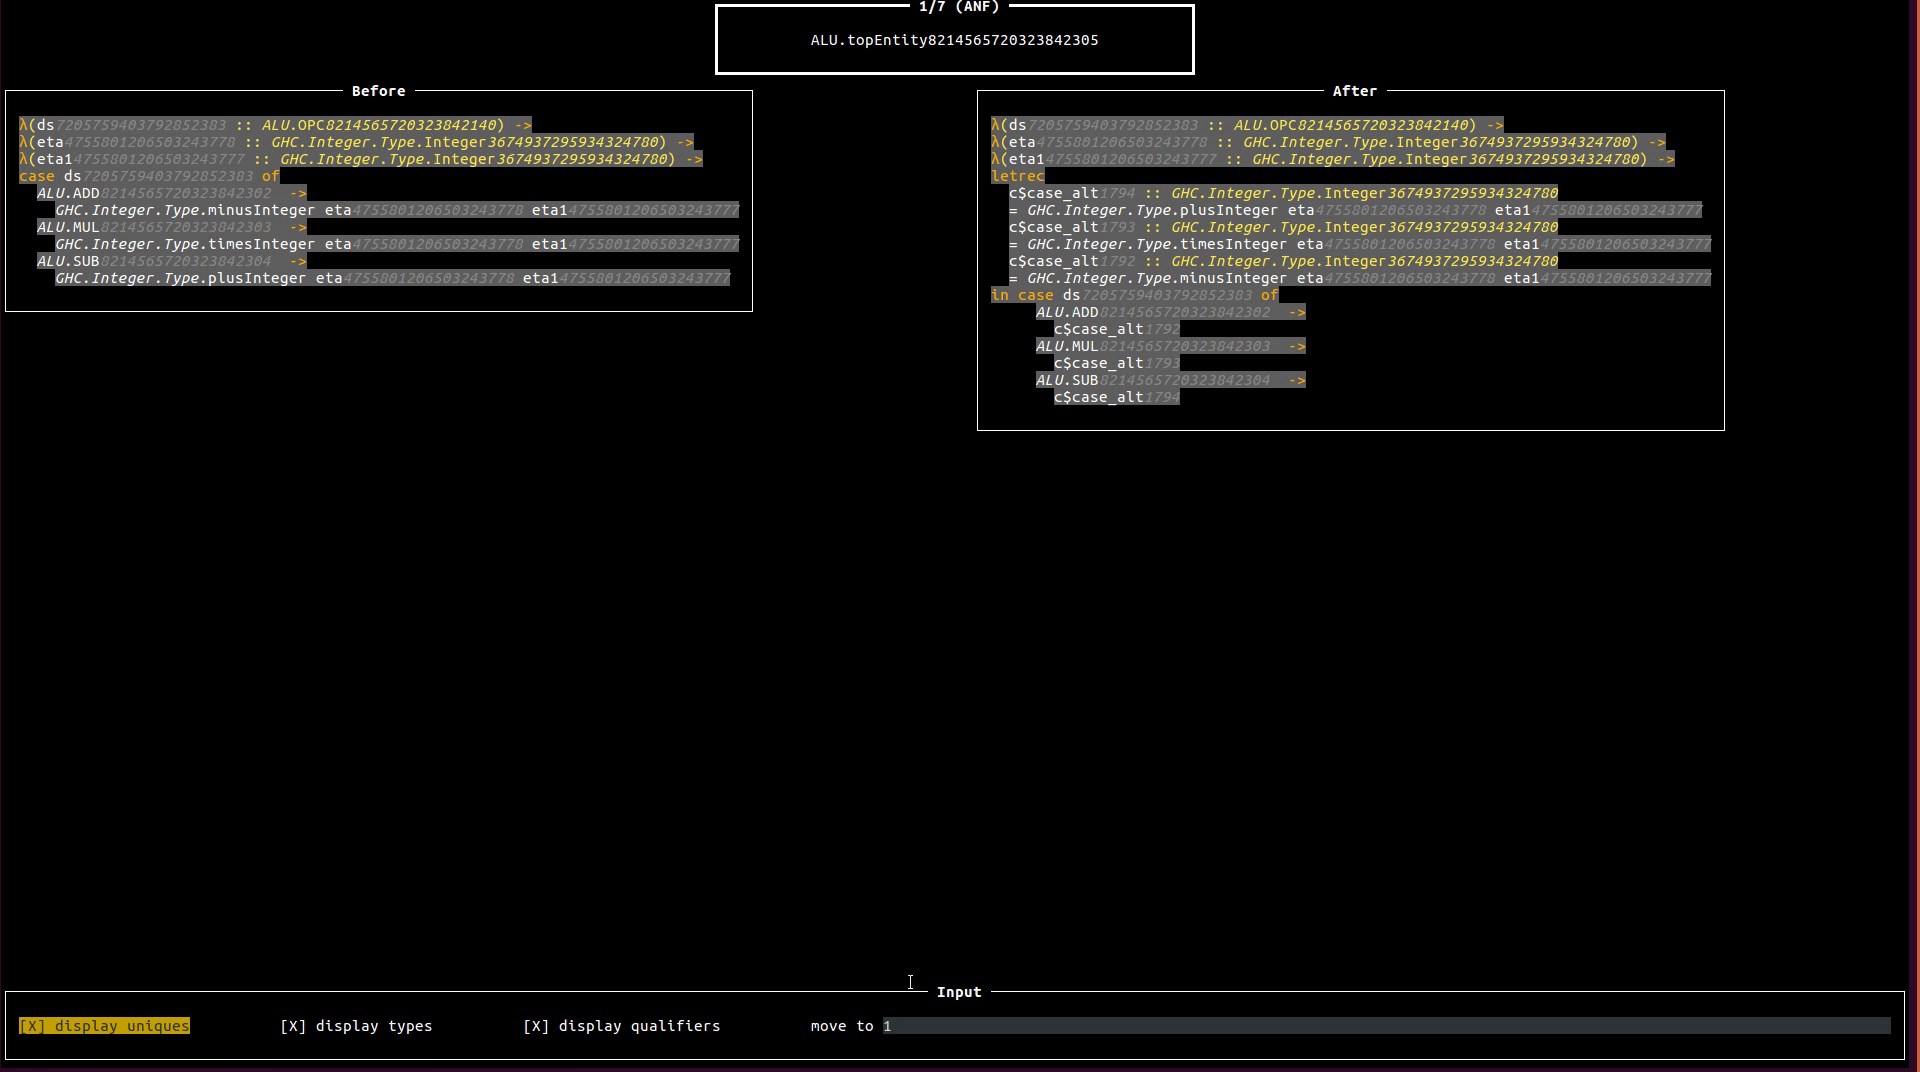 1/7 (ANF)
ALU.topEntity8214565720323842305
Before
λ(ds7205759403792852383 :: ALU.OPC8214565720323842140) ->
λ(eta4755801206503243778 :: GHC.Integer.Type.Integer3674937295934324780) ->
λ(eta14755801206503243777 :: GHC.Integer.Type.Integer3674937295934324780) ->
case ds7205759403792852383 of
ALU.ADD8214565720323842302 ->
GHC.Integer.Type.minusInteger eta4755801206503243778 eta14755801206503243777
ALU.MUL8214565720323842303 ->
GHC.Integer.Type.timesInteger eta4755801206503243778 eta14755801206503243777
ALU.SUB8214565720323842304 ->
GHC.Integer.Type.plusInteger eta4755801206503243778 eta14755801206503243777
After
λ(ds7205759403792852383 :: ALU.OPC8214565720323842140) ->
λ(eta4755801206503243778 :: GHC.Integer.Type.Integer3674937295934324780) ->
λ(eta14755801206503243777 :: GHC.Integer.Type.Integer3674937295934324780) ->
letrec
c$case_alt1794 :: GHC.Integer.Type.Integer3674937295934324780
= GHC.Integer.Type.plusInteger eta4755801206503243778 eta14755801206503243777
c$case_alt1793 :: GHC.Integer.Type.Integer3674937295934324780
= GHC.Integer.Type.timesInteger eta4755801206503243778 eta14755801206503243777
c$case_alt1792 :: GHC.Integer.Type.Integer3674937295934324780
= GHC.Integer.Type.minusInteger eta4755801206503243778 eta14755801206503243777
in case ds7205759403792852383 of
ALU.ADD8214565720323842302 ->
c$case_alt1792
ALU.MUL8214565720323842303 ->
c$case_alt1793
ALU.SUB8214565720323842304 ->
c$case_alt1794
Input
[X] display uniques [X] display types [X] display qualifiers move to 1